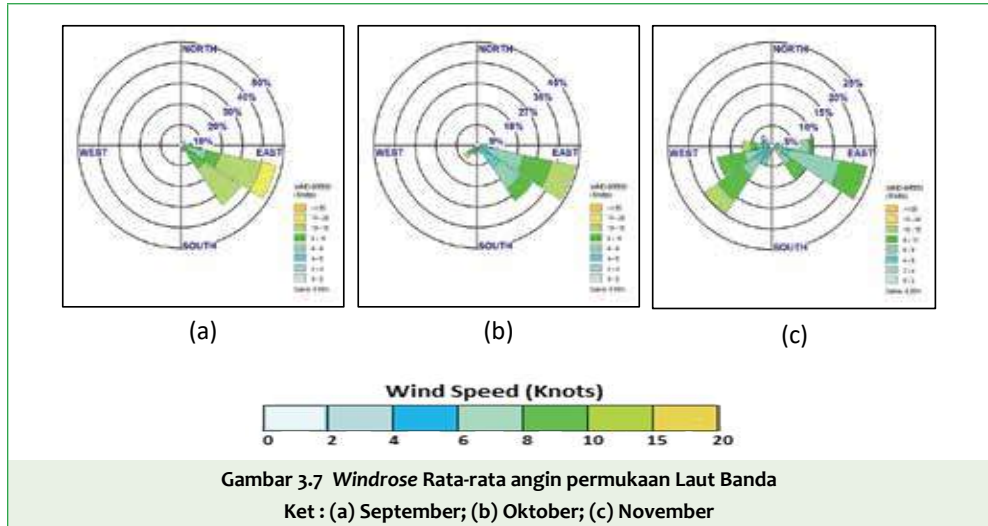 NORTH
50%
40%
30%
20%
10%
WEST
EAST
SOUTH
NORTH
45%
36%
27%
18%
9%
WEST
EAST
SOUTH
NORTH
25%
20%
15%
10%
5%
WEST
EAST
SOUTH
(a)
(b)
(c)
Wind Speed (Knots)
0 2 4 6 8 10 15 20
Gambar 3.7 Windrose Rata-rata angin permukaan Laut Banda
Ket : (a) September; (b) Oktober; (c) November